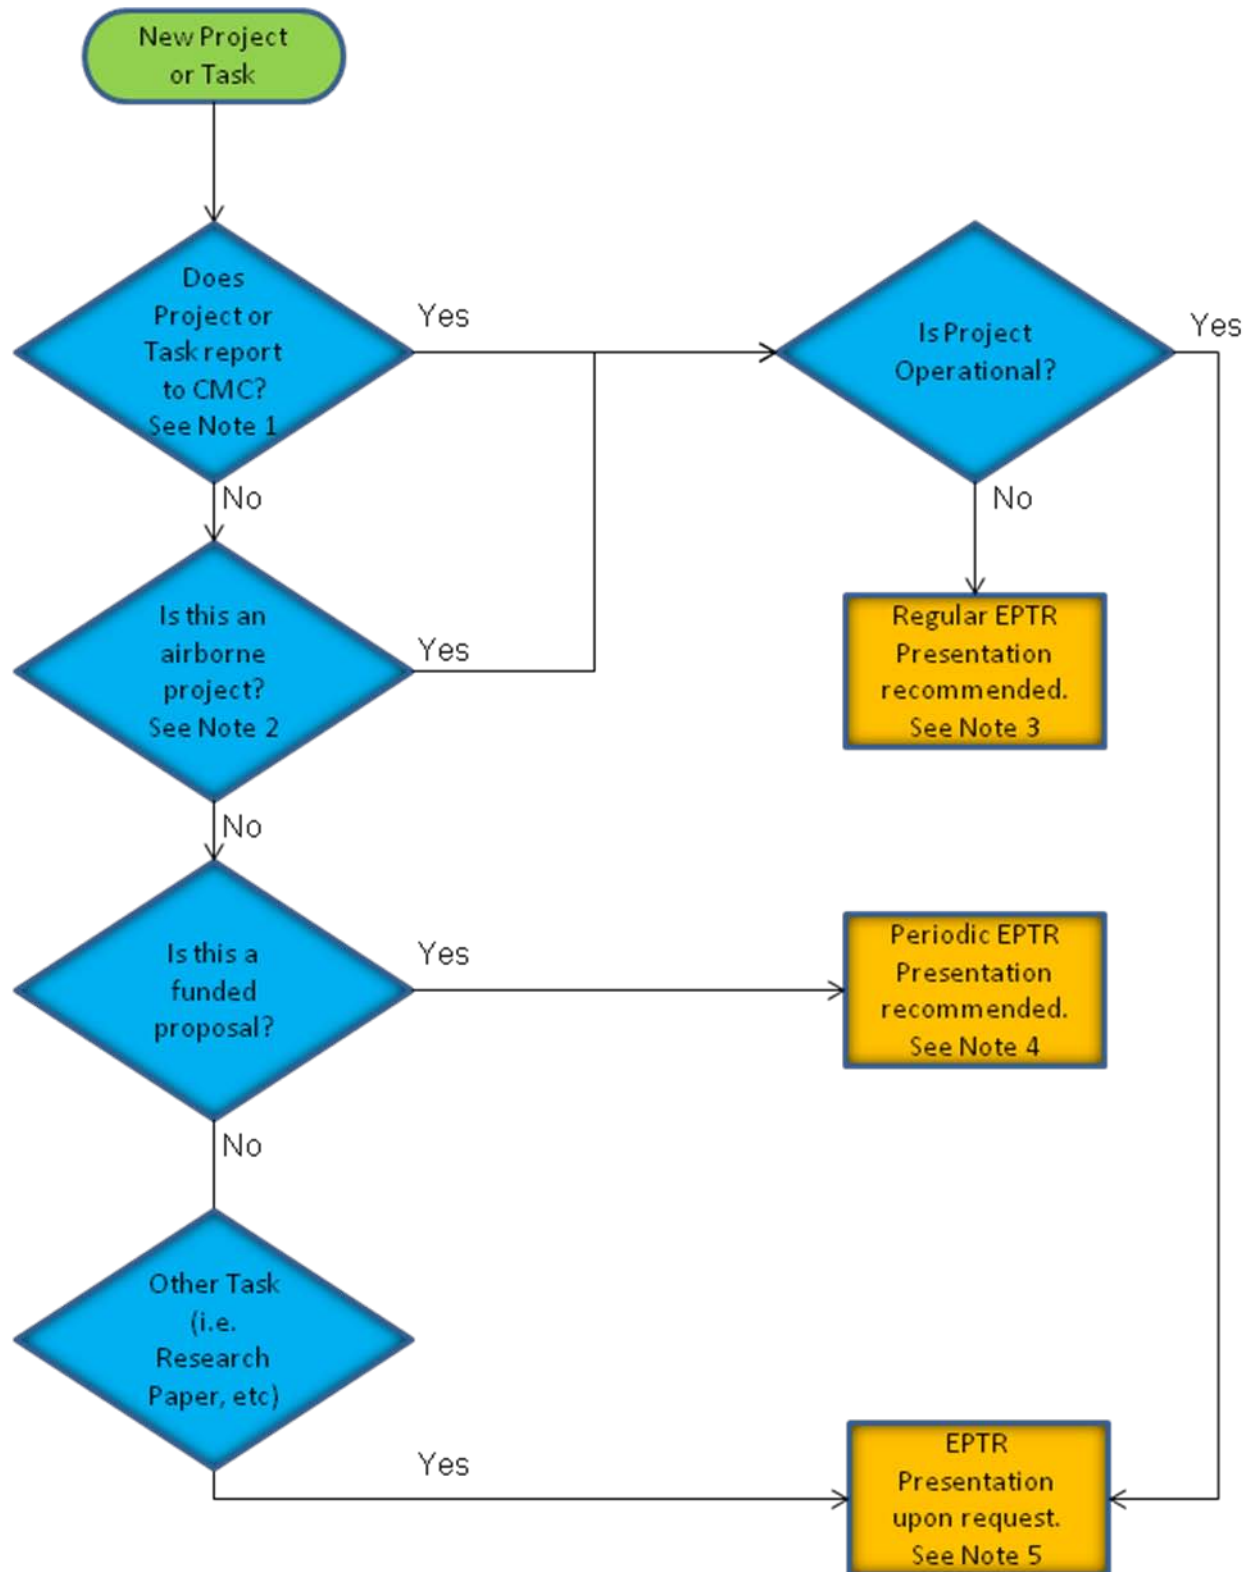 New Project
or Task
Does
Project or
Task report
to CMC?
See Note 1
Yes
No
Is Project
Operational?
Yes
No
Regular EPTR
Presentation
recommended.
See Note 3
Is this an
airborne
project?
See Note 2
Yes
No
Is this a
funded
proposal?
Yes
No
Periodic EPTR
Presentation
recommended.
See Note 4
Other Task
(i.e.
Research
Paper, etc)
Yes
EPTR
Presentation
upon request.
See Note 5